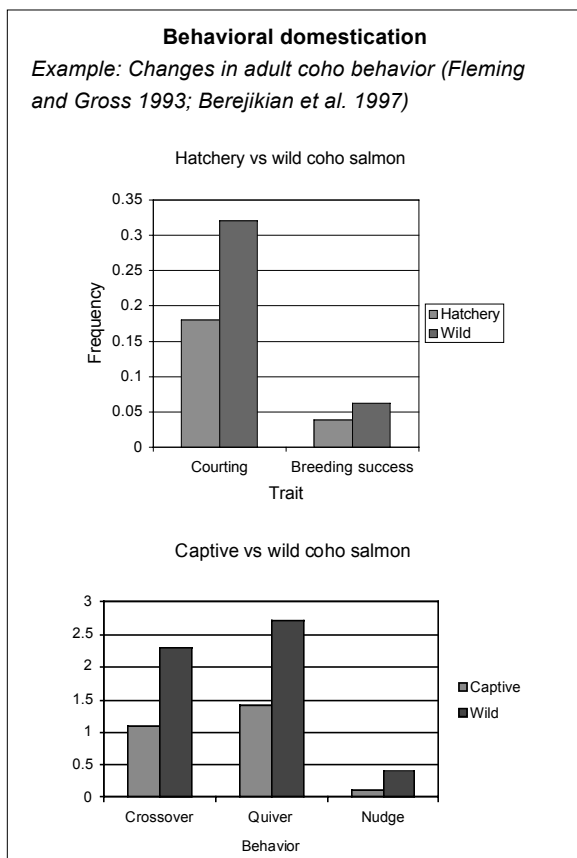 Behavioral domestication
Example: Changes in adult coho behavior (Fleming
and Gross 1993; Berejikian et al. 1997)
Hatchery vs wild coho salmon
0.35
0.3
0.25
0.2
0.15
0.1
0.05
0
Frequency
Hatchery
Wild
Courting
Breeding success
Trait
Captive vs wild coho salmon
3
2.5
2
1.5
1
0.5
0
Captive
Wild
Crossover
Quiver
Nudge
Behavior